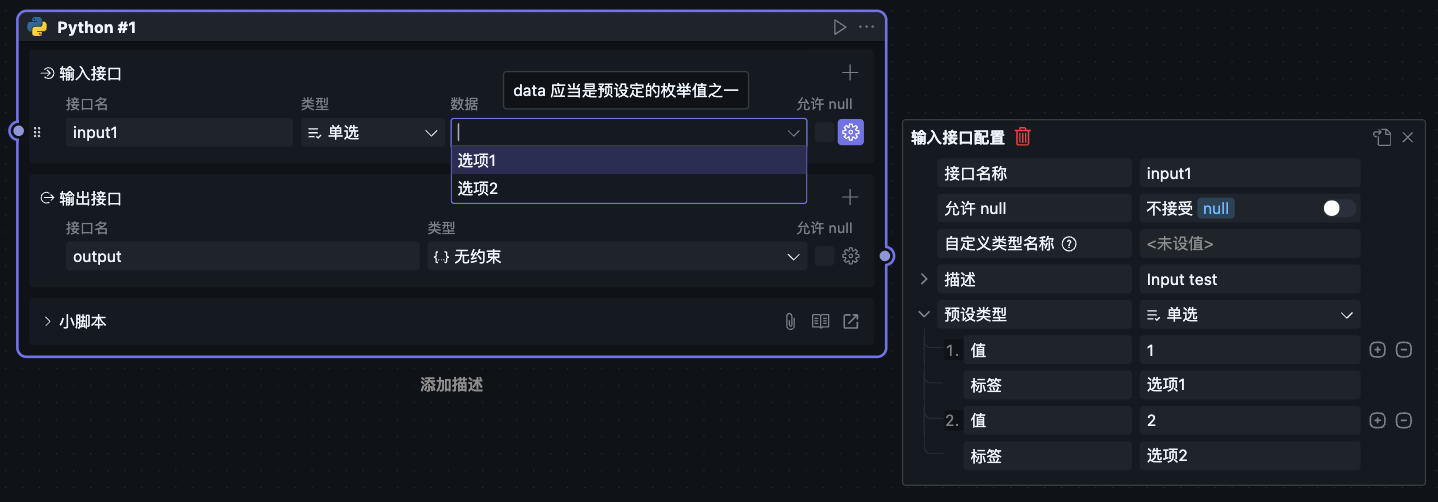 Python #1
输入接口
data 应当是预设定的枚举值之一
接口名 类型 数据 允许 null
input1 单选
选项1
选项2
输出接口
接口名 类型 允许 null
output {..} 无约束
小脚本
添加描述
输入接口配置
接口名称 input1
允许 null 不接受 null
自定义类型名称 ? <未设值>
描述 Input test
预设类型 单选
1. 值 1
标签 选项1
2. 值 2
标签 选项2